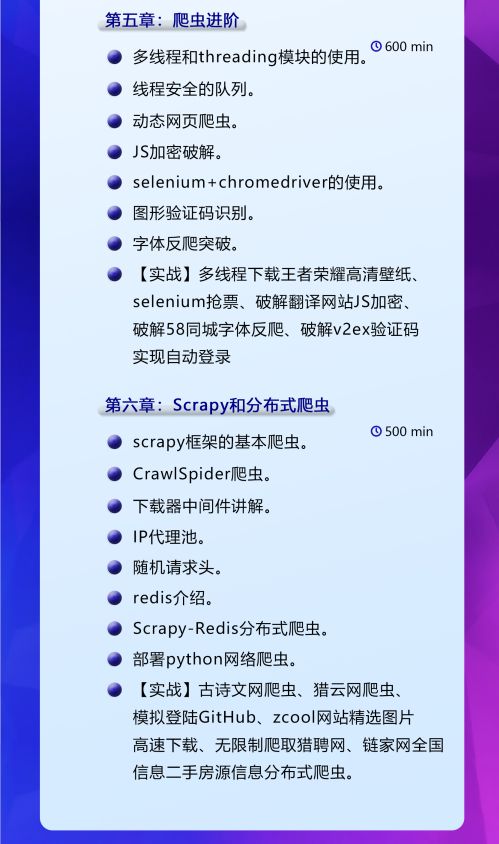 第五章：爬虫进阶
600 min
多线程和threading模块的使用。
线程安全的队列。
动态网页爬虫。
JS加密破解。
selenium+chromedriver的使用。
图形验证码识别。
字体反爬突破。
【实战】多线程下载王者荣耀高清壁纸、
selenium抢票、破解翻译网站JS加密、
破解58同城字体反爬、破解v2ex验证码
实现自动登录
第六章：Scrapy和分布式爬虫
500 min
scrapy框架的基本爬虫。
CrawlSpider爬虫。
下载器中间件讲解。
IP代理池。
随机请求头。
redis介绍。
Scrapy-Redis分布式爬虫。
部署python网络爬虫。
【实战】古诗文网爬虫、猎云网爬虫、
模拟登陆GitHub、zcool网站精选图片
高速下载、无限制爬取猎聘网、链家网全国
信息二手房源信息分布式爬虫。